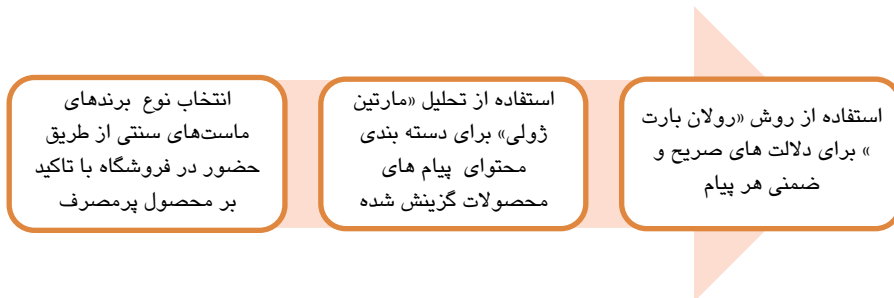 انتخاب نوع برندهای
ماست‌های سنتی از طریق
حضور در فروشگاه با تاکید
بر محصول پرمصرف
استفاده از تحلیل «مارتین
ژولی» برای دسته بندی
محتوای پیام های
محصولات گزینش شده
استفاده از روش «رولان بارت
» برای دلالت های صریح و
ضمنی هر پیام